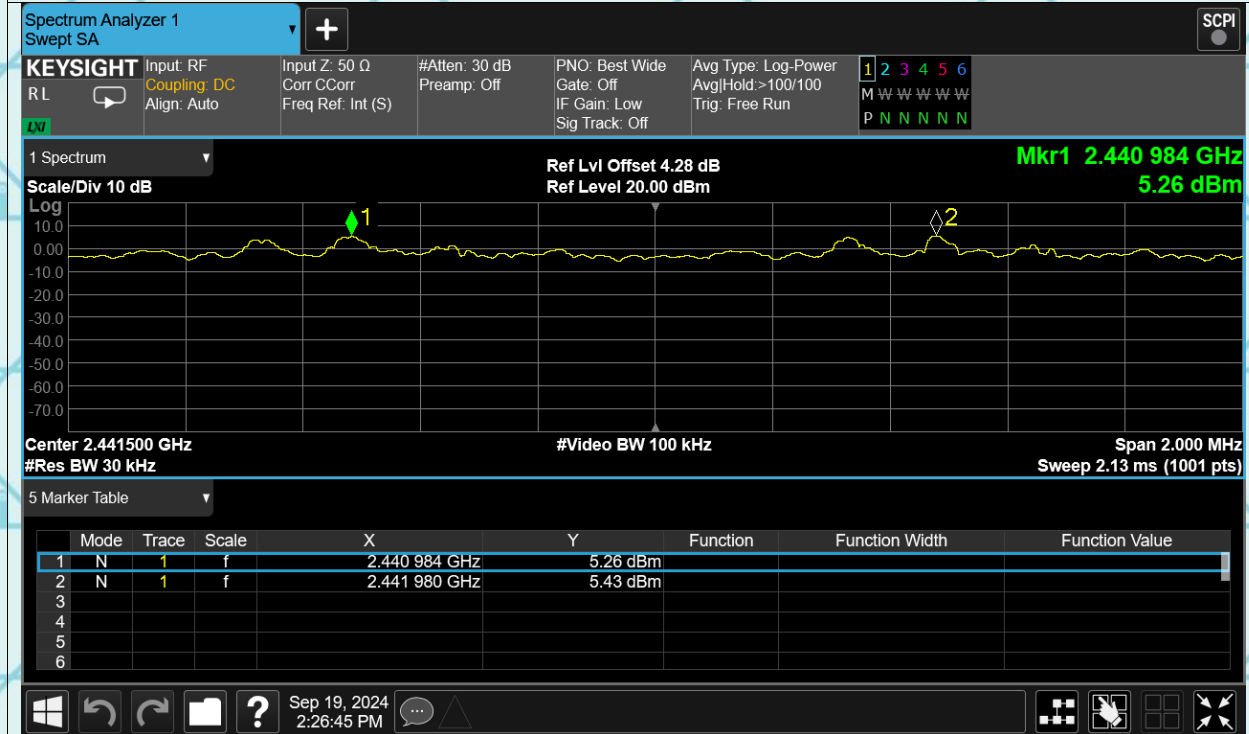 Spectrum Analyzer 1
Swept SA
+
SCPI
KEYSIGHT
R L
LXI
Input: RF
Coupling: DC
Align: Auto
Input Z: 50 Ω
Corr CCorr
Freq Ref: Int (S)
#Atten: 30 dB
Preamp: Off
PNO: Best Wide
Gate: Off
IF Gain: Low
Sig Track: Off
Avg Type: Log-Power
Avg|Hold:>100/100
Trig: Free Run
1 2 3 4 5 6
M W W W W W
P N N N N N
1 Spectrum
Scale/Div 10 dB
Ref Lvl Offset 4.28 dB
Ref Level 20.00 dBm
Mkr1 2.440 984 GHz
5.26 dBm
Log
10.0
0.00
-10.0
-20.0
-30.0
-40.0
-50.0
-60.0
-70.0
1
2
Center 2.441500 GHz
#Res BW 30 kHz
#Video BW 100 kHz
Span 2.000 MHz
Sweep 2.13 ms (1001 pts)
5 Marker Table
Mode Trace Scale X Y Function Function Width Function Value
1 N 1 f 2.440 984 GHz 5.26 dBm
2 N 1 f 2.441 980 GHz 5.43 dBm
3
4
5
6
?
Sep 19, 2024
2:26:45 PM